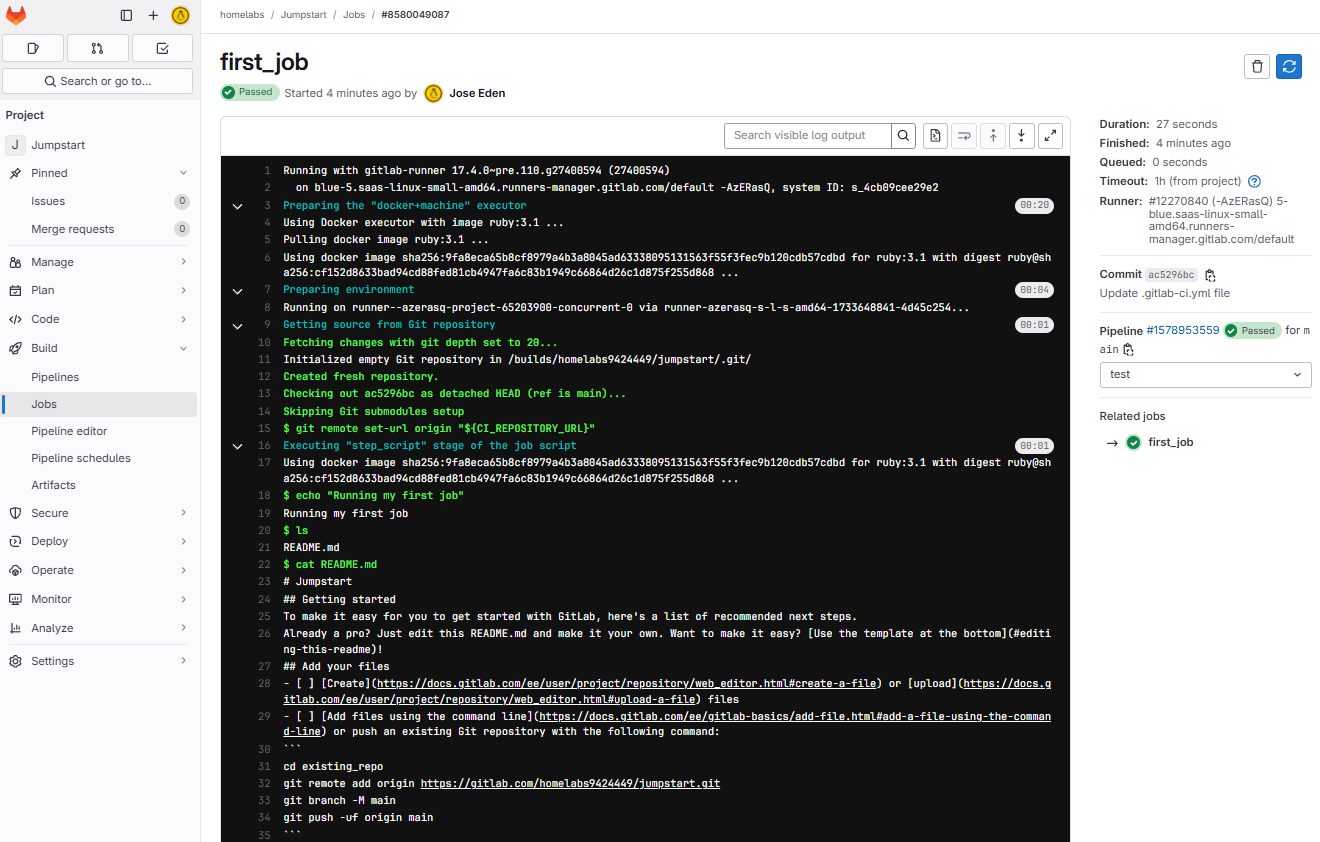 homelabs / Jumpstart / Jobs / #8580049087
Search or go to...
Project
J Jumpstart
Pinned
Issues 0
Merge requests 0
Manage
Plan
Code
Build
Pipelines
Jobs
Pipeline editor
Pipeline schedules
Artifacts
Secure
Deploy
Operate
Monitor
Analyze
Settings
first_job
Passed Started 4 minutes ago by Jose Eden
Search visible log output
1 Running with gitlab-runner 17.4.0~pre.110.g27400594 (27400594)
2 on blue-5.saas-linux-small-amd64.runners-manager.gitlab.com/default -AzERasQ, system ID: s_4cb09cee29e2
3 Preparing the "docker+machine" executor 00:20
4 Using Docker executor with image ruby:3.1 ...
5 Pulling docker image ruby:3.1 ...
6 Using docker image sha256:9fa8eca65b8cf8979a4b3a8045ad63338095131563f55f3fec9b120cdb57cdbd for ruby:3.1 with digest ruby@sh
a256:cf152d8633bad94cd88fed81cb4947fa6c83b1949c66864d26c1d875f255d868 ...
7 Preparing environment 00:04
8 Running on runner--azerasq-project-65203900-concurrent-0 via runner-azerasq-s-l-s-amd64-1733648841-4d45c254...
9 Getting source from Git repository 00:01
10 Fetching changes with git depth set to 20...
11 Initialized empty Git repository in /builds/homelabs9424449/jumpstart/.git/
12 Created fresh repository.
13 Checking out ac5296bc as detached HEAD (ref is main)...
14 Skipping Git submodules setup
15 $ git remote set-url origin "${CI_REPOSITORY_URL}"
16 Executing "step_script" stage of the job script 00:01
17 Using docker image sha256:9fa8eca65b8cf8979a4b3a8045ad63338095131563f55f3fec9b120cdb57cdbd for ruby:3.1 with digest ruby@sh
a256:cf152d8633bad94cd88fed81cb4947fa6c83b1949c66864d26c1d875f255d868 ...
18 $ echo "Running my first job"
19 Running my first job
20 $ ls
21 README.md
22 $ cat README.md
23 # Jumpstart
24 ## Getting started
25 To make it easy for you to get started with GitLab, here's a list of recommended next steps.
26 Already a pro? Just edit this README.md and make it your own. Want to make it easy? [Use the template at the bottom](#editi
ng-this-readme)!
27 ## Add your files
28 - [ ] [Create](https://docs.gitlab.com/ee/user/project/repository/web_editor.html#create-a-file) or [upload](https://docs.g
itlab.com/ee/user/project/repository/web_editor.html#upload-a-file) files
29 - [ ] [Add files using the command line](https://docs.gitlab.com/ee/gitlab-basics/add-file.html#add-a-file-using-the-comman
d-line) or push an existing Git repository with the following command:
30 ```
31 cd existing_repo
32 git remote add origin https://gitlab.com/homelabs9424449/jumpstart.git
33 git branch -M main
34 git push -uf origin main
35 ```
Duration: 27 seconds
Finished: 4 minutes ago
Queued: 0 seconds
Timeout: 1h (from project)
Runner: #12270840 (-AzERasQ) 5-
blue.saas-linux-small-
amd64.runners-
manager.gitlab.com/default
Commit ac5296bc
Update .gitlab-ci.yml file
Pipeline #1578953559 Passed for m
ain
test
Related jobs
→ first_job